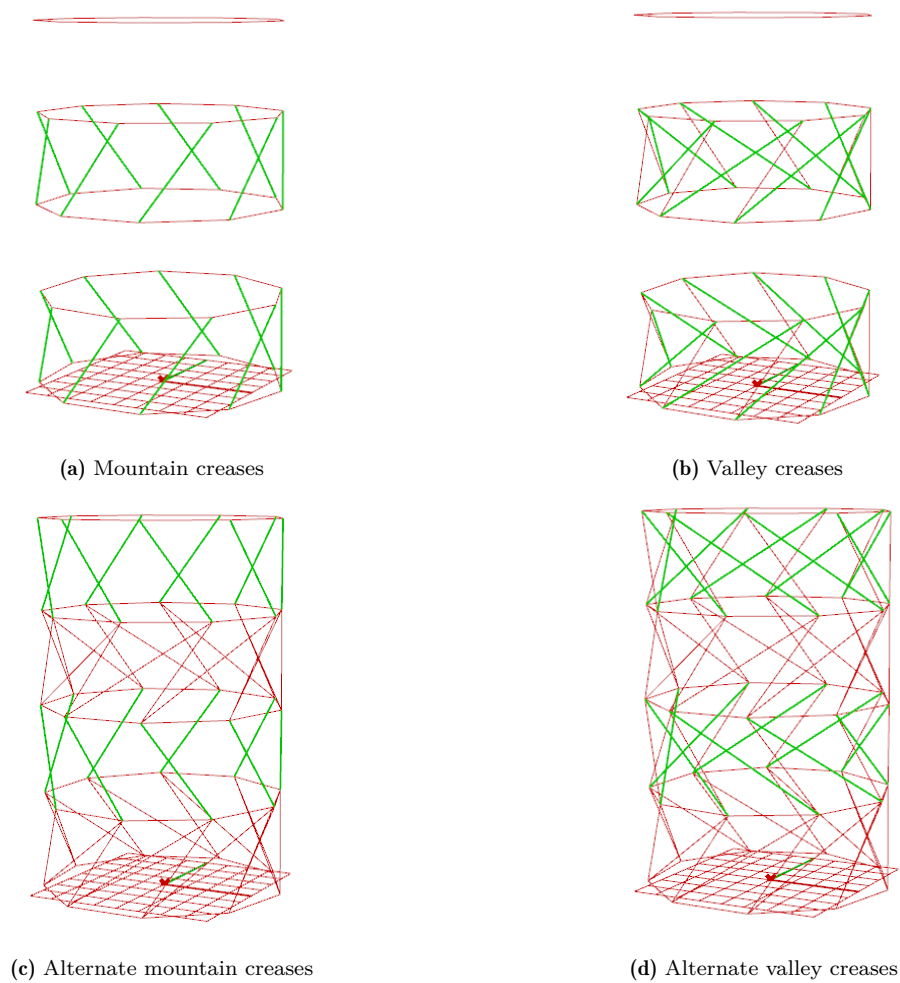 (a) Mountain creases
(b) Valley creases
(c) Alternate mountain creases
(d) Alternate valley creases